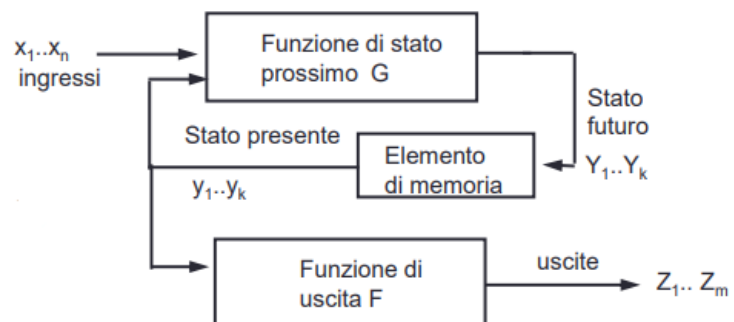 x1..xn
ingressi
Funzione di stato
prossimo G
Stato
futuro
Stato presente
Elemento
di memoria
Y1..Yk
y1..yk
Funzione di
uscita F
uscite
Z1.. Zm